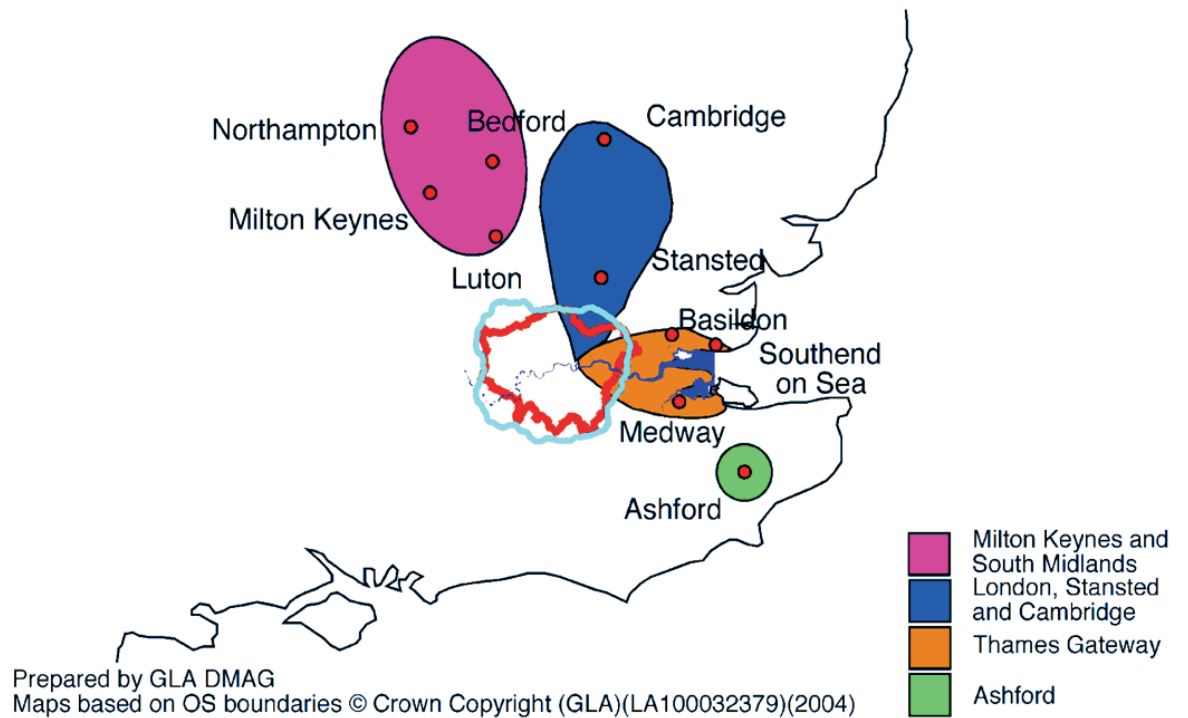 Northampton
Bedford
Cambridge
Milton Keynes
Luton
Stansted
Basildon
Southend
on Sea
Medway
Ashford
Milton Keynes and
South Midlands
London, Stansted
and Cambridge
Thames Gateway
Ashford
Prepared by GLA DMAG
Maps based on OS boundaries © Crown Copyright (GLA)(LA100032379)(2004)